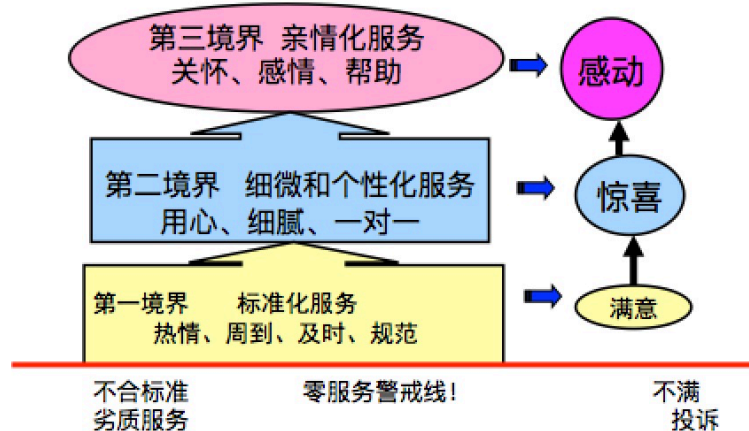 第三境界 亲情化服务
关怀、感情、帮助
感动
第二境界 细微和个性化服务
用心、细腻、一对一
惊喜
第一境界 标准化服务
热情、周到、及时、规范
满意
不合标准 零服务警戒线! 不满
劣质服务 投诉